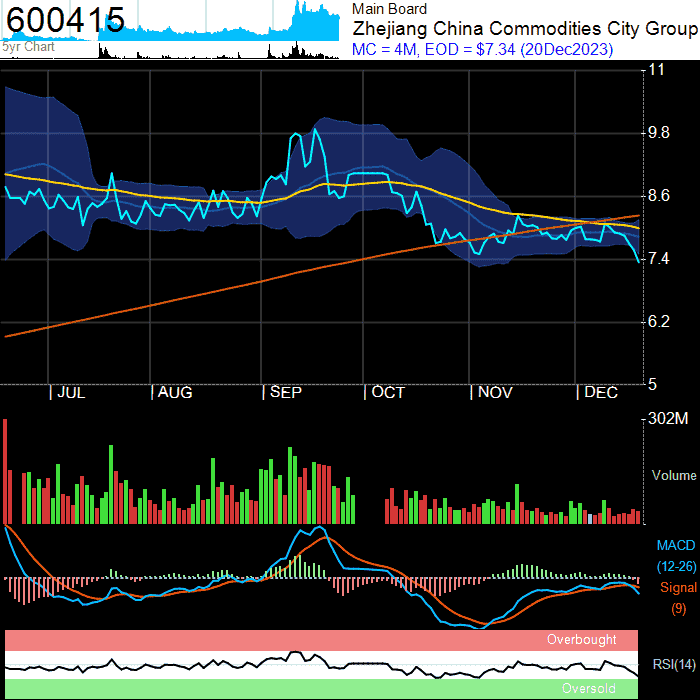 600415
5yr Chart
Main Board
Zhejiang China Commodities City Group
MC = 4M, EOD = $7.34 (20Dec2023)
11
9.8
8.6
7.4
6.2
5
JUL
AUG
SEP
OCT
NOV
DEC
302M
Volume
MACD
(12-26)
Signal
(9)
Overbought
RSI(14)
Oversold